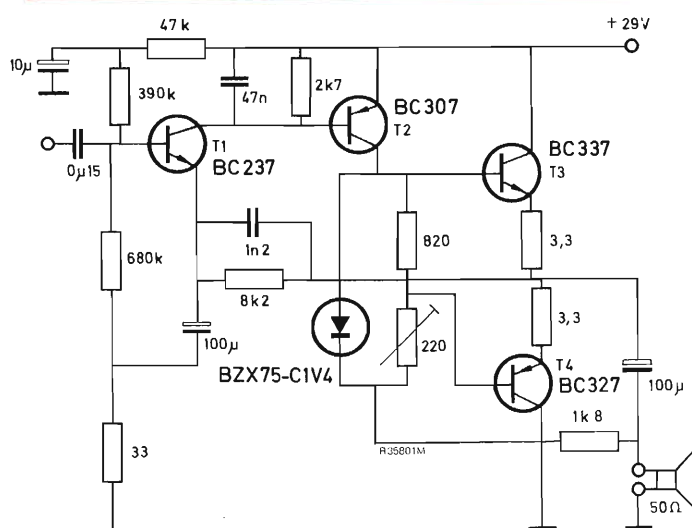 47k
+ 29V
10µ
390k
47n
2k7
BC307
T2
T1
BC237
BC337
T3
0µ15
1n2
820
3,3
680k
8k2
3,3
100µ
220
T4
BC327
BZX75-C1V4
100µ
1k8
R35801M
33
50Ω